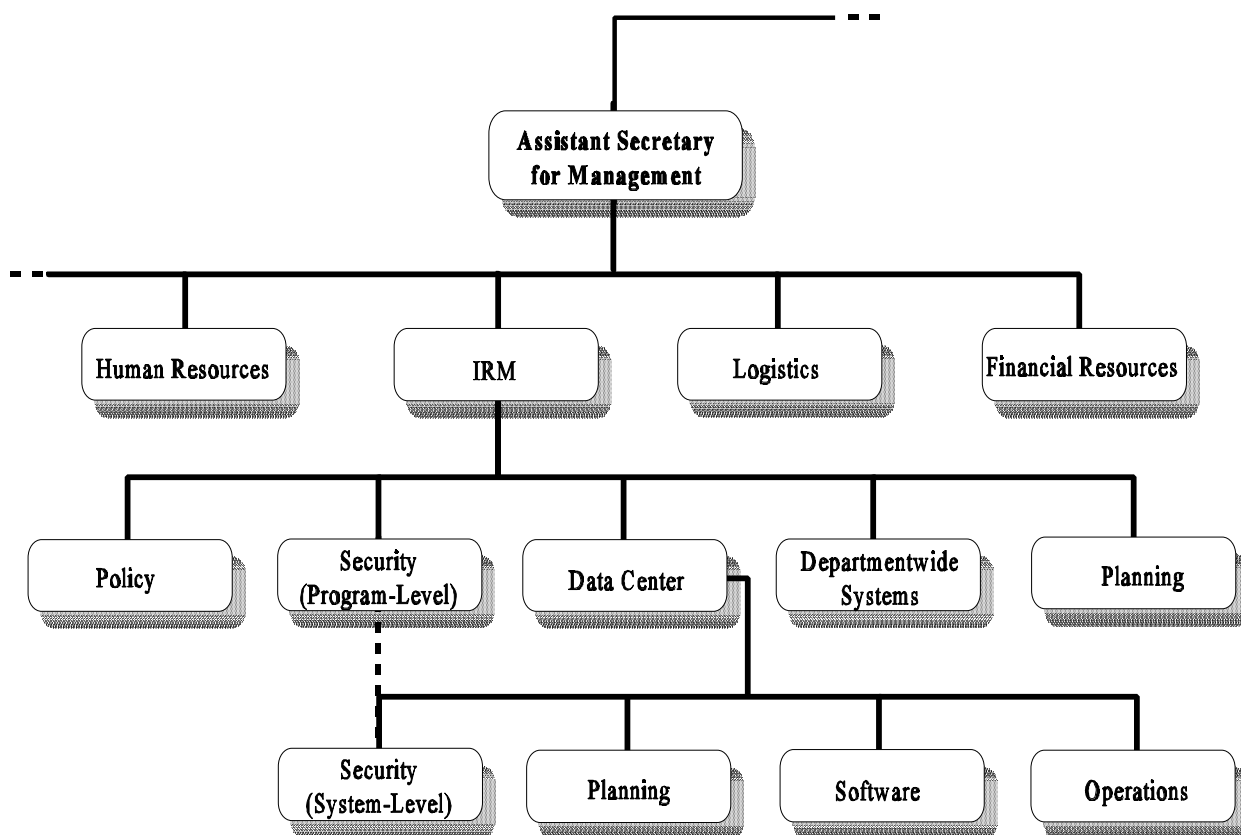 Assistant Secretary
for Management
Human Resources
IRM
Logistics
Financial Resources
Policy
Security
(Program-Level)
Data Center
Departmentwide
Systems
Planning
Security
(System-Level)
Planning
Software
Operations